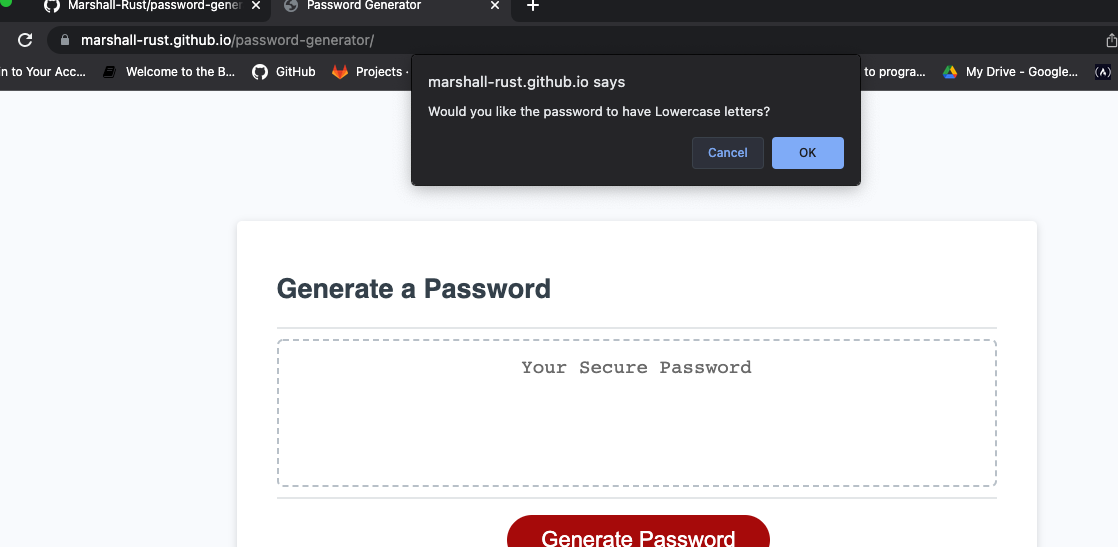 Marshall-Rust/password-gener
Password Generator
marshall-rust.github.io/password-generator/
n to Your Acc...
Welcome to the B...
GitHub
Projects ·
to progra...
My Drive - Google...
marshall-rust.github.io says
Would you like the password to have Lowercase letters?
Cancel
OK
Generate a Password
Your Secure Password
Generate Password